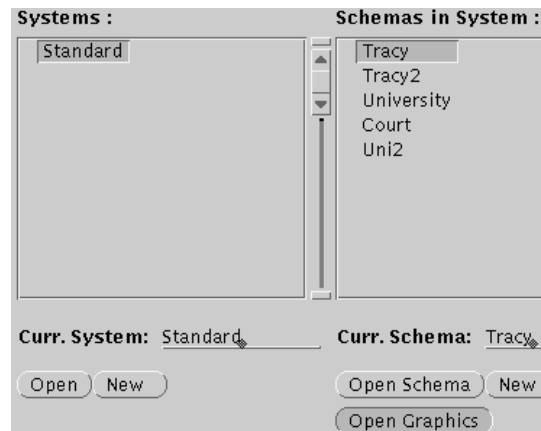 Systems :
Standard
Curr. System: Standard
Open New
Schemas in System :
Tracy
Tracy2
University
Court
Uni2
Curr. Schema: Tracy
Open Schema New
Open Graphics